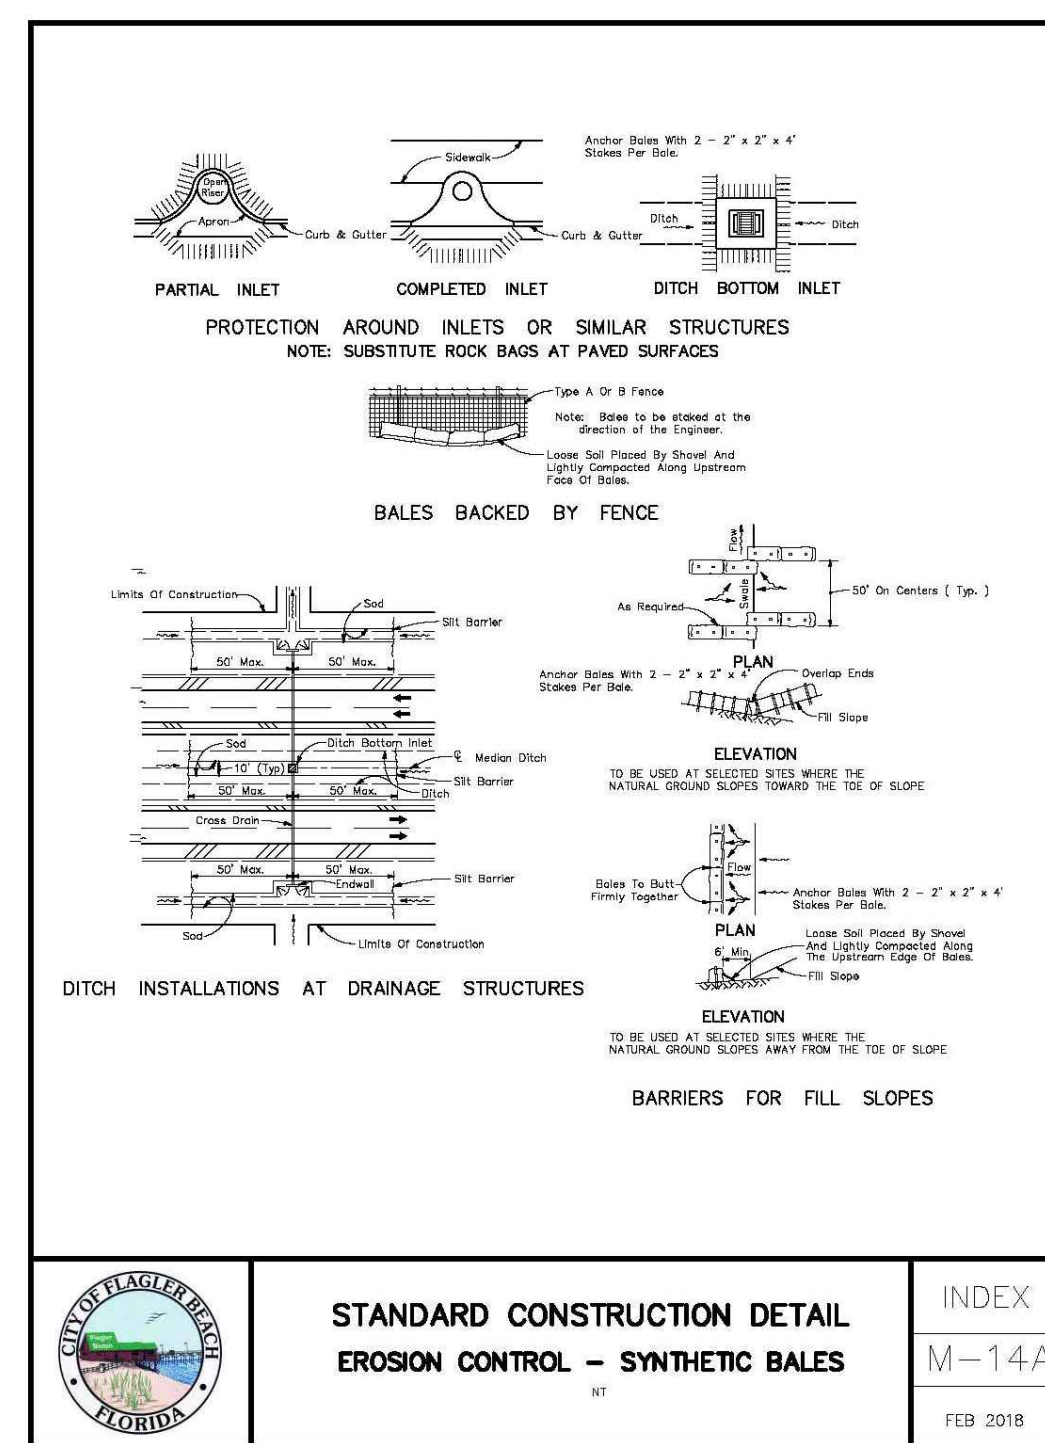 Anchor Bales With 2 - 2" x 2" x 4'
Stakes Per Bale.
Sidewalk
Open
Riser
Apron
Curb & Gutter
Curb & Gutter
Ditch
Ditch
PARTIAL INLET
COMPLETED INLET
DITCH BOTTOM INLET
PROTECTION AROUND INLETS OR SIMILAR STRUCTURES
NOTE: SUBSTITUTE ROCK BAGS AT PAVED SURFACES
Type A Or B Fence
Note: Bales to be staked at the
direction of the Engineer.
Loose Soil Placed By Shovel And
Lightly Compacted Along Upstream
Face Of Bales.
BALES BACKED BY FENCE
Limits Of Construction
Sod
Silt Barrier
50' Max.
50' Max.
Sod
Ditch Bottom Inlet
℄ Median Ditch
10' (Typ)
Silt Barrier
50' Max.
50' Max.
Ditch
Cross Drain
50' Max.
50' Max.
Silt Barrier
Endwall
Sod
Limits Of Construction
DITCH INSTALLATIONS AT DRAINAGE STRUCTURES
Flow
Swale
50' On Centers ( Typ. )
As Required
PLAN
Anchor Bales With 2 - 2" x 2" x 4'
Stakes Per Bale.
Overlap Ends
Fill Slope
ELEVATION
TO BE USED AT SELECTED SITES WHERE THE
NATURAL GROUND SLOPES TOWARD THE TOE OF SLOPE
Flow
Bales To Butt
Firmly Together
Anchor Bales With 2 - 2" x 2" x 4'
Stakes Per Bale.
PLAN
Loose Soil Placed By Shovel
And Lightly Compacted Along
The Upstream Edge Of Bales.
6' Min.
Fill Slope
ELEVATION
TO BE USED AT SELECTED SITES WHERE THE
NATURAL GROUND SLOPES AWAY FROM THE TOE OF SLOPE
BARRIERS FOR FILL SLOPES
CITY OF FLAGLER BEACH
Flagler
Beach
FLORIDA
STANDARD CONSTRUCTION DETAIL
EROSION CONTROL - SYNTHETIC BALES
NT
INDEX
M-14A
FEB 2018